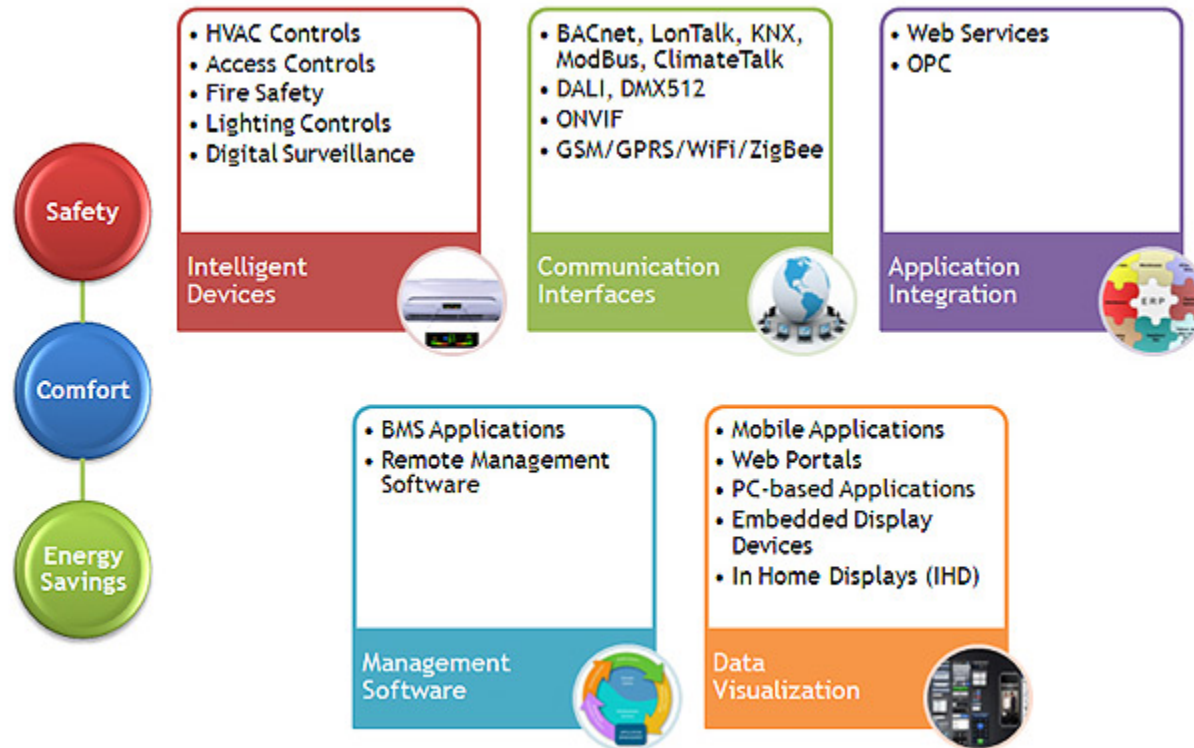 Safety
Comfort
Energy
Savings
• HVAC Controls
• Access Controls
• Fire Safety
• Lighting Controls
• Digital Surveillance
Intelligent
Devices
• BACnet, LonTalk, KNX,
ModBus, ClimateTalk
• DALI, DMX512
• ONVIF
• GSM/GPRS/WiFi/ZigBee
Communication
Interfaces
• Web Services
• OPC
Application
Integration
ERP
• BMS Applications
• Remote Management
Software
Management
Software
• Mobile Applications
• Web Portals
• PC-based Applications
• Embedded Display
Devices
• In Home Displays (IHD)
Data
Visualization